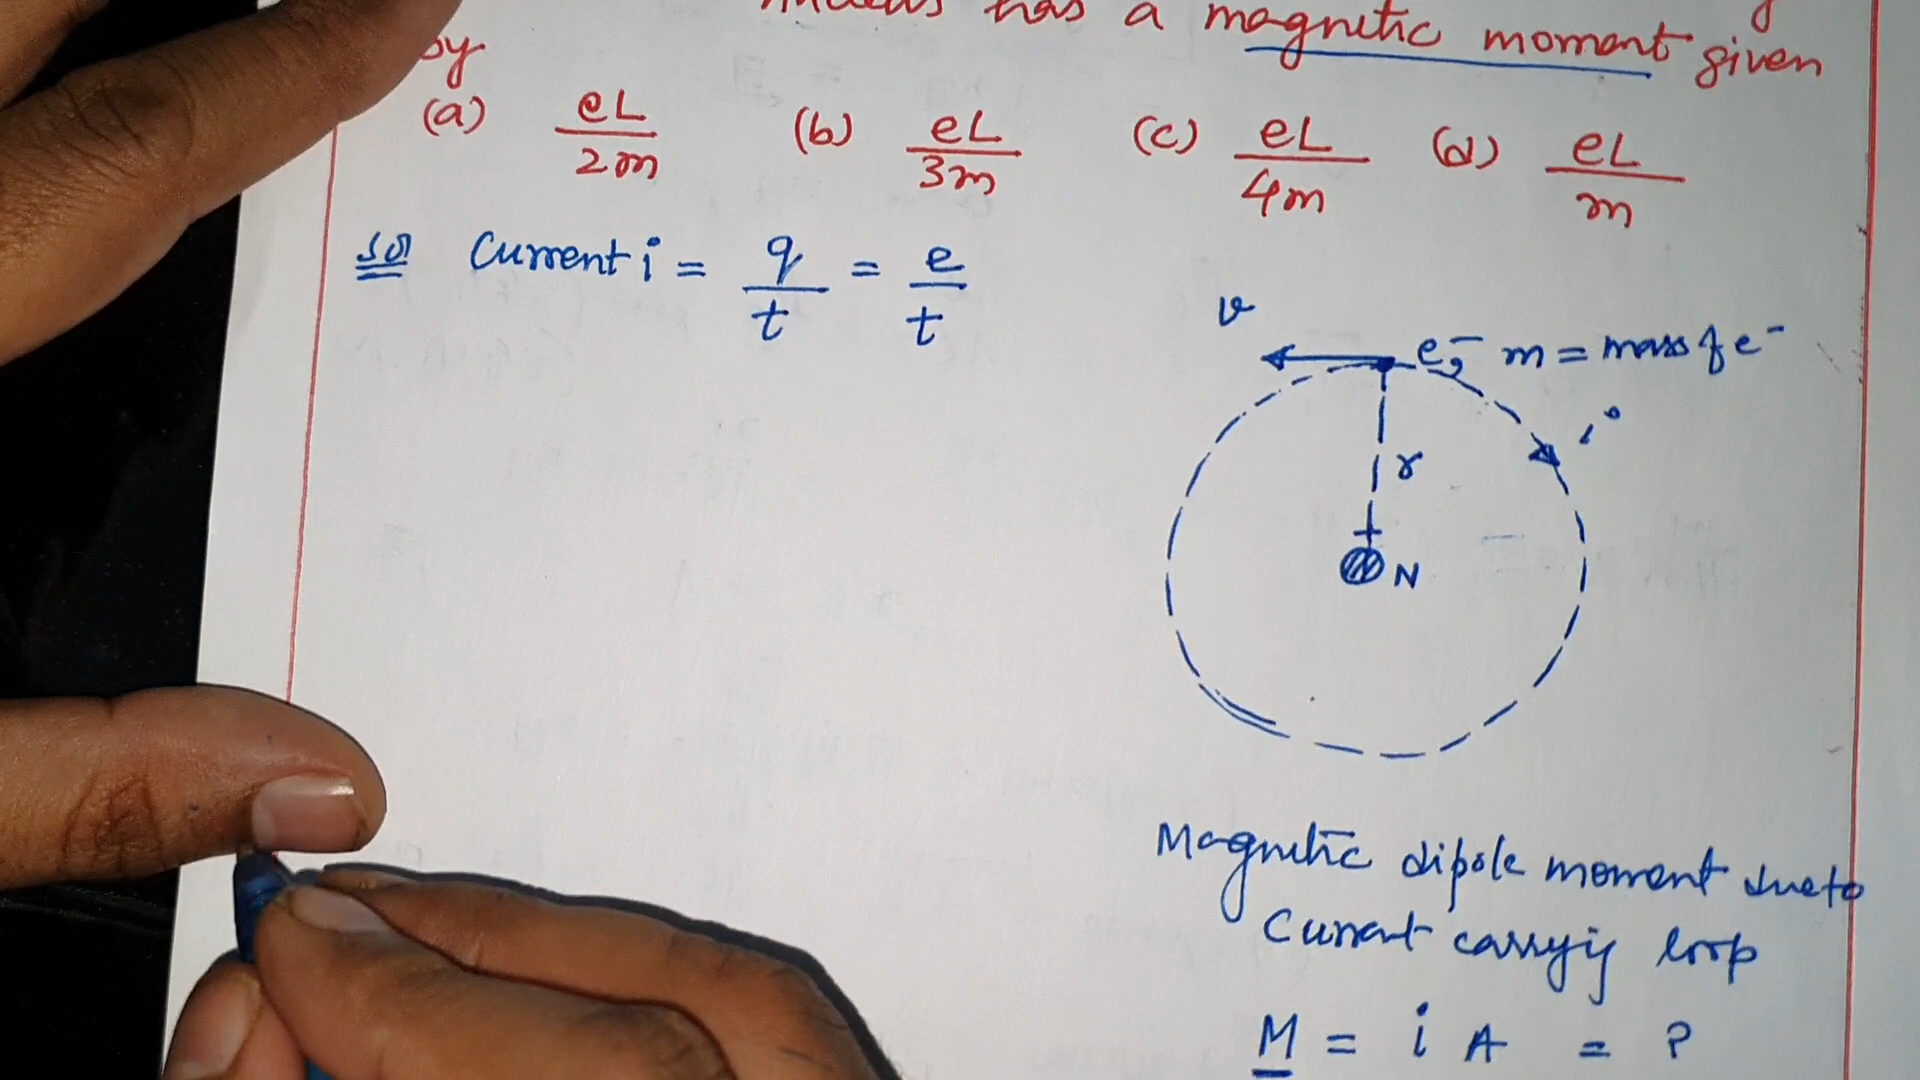 has a magnetic moment given
by
(a) eL/2m (b) eL/3m (c) eL/4m (d) eL/m
Sol Current i = q/t = e/t
v
e⁻, m = mass of e⁻
i
r
+
N
Magnetic dipole moment due to
Current carryig loop
M = i A = ?